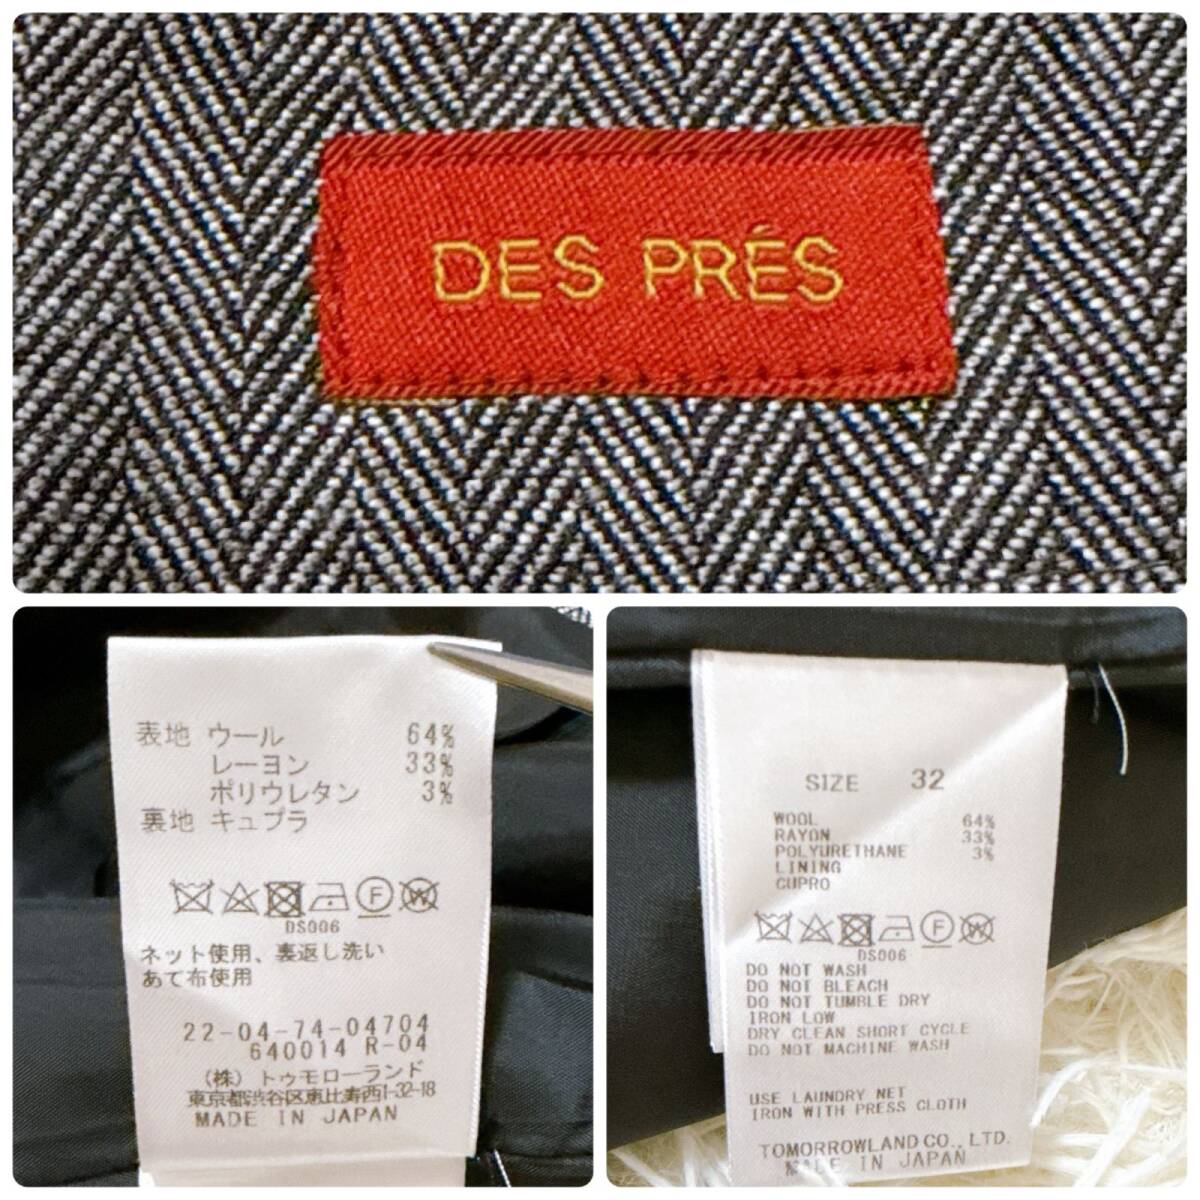 DES PRÉS
表地 ウール 64%
レーヨン 33%
ポリウレタン 3%
裏地 キュプラ
F W
DS006
ネット使用、裏返し洗い
あて布使用
22-04-74-04704
640014 R-04
(株) トゥモローランド
東京都渋谷区恵比寿西1-32-18
MADE IN JAPAN
SIZE 32
WOOL 64%
RAYON 33%
POLYURETHANE 3%
LINING
CUPRO
F W
DS006
DO NOT WASH
DO NOT BLEACH
DO NOT TUMBLE DRY
IRON LOW
DRY CLEAN SHORT CYCLE
DO NOT MACHINE WASH
USE LAUNDRY NET
IRON WITH PRESS CLOTH
TOMORROWLAND CO., LTD.
MADE IN JAPAN